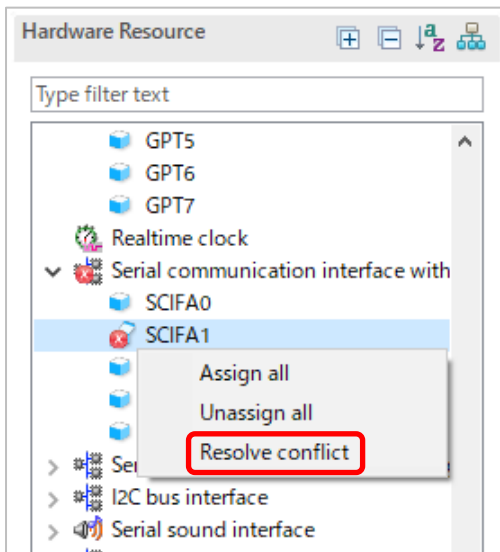 Hardware Resource
Type filter text
GPT5
GPT6
GPT7
Realtime clock
Serial communication interface with
SCIFA0
SCIFA1
Assign all
Unassign all
Resolve conflict
Se
I2C bus interface
Serial sound interface